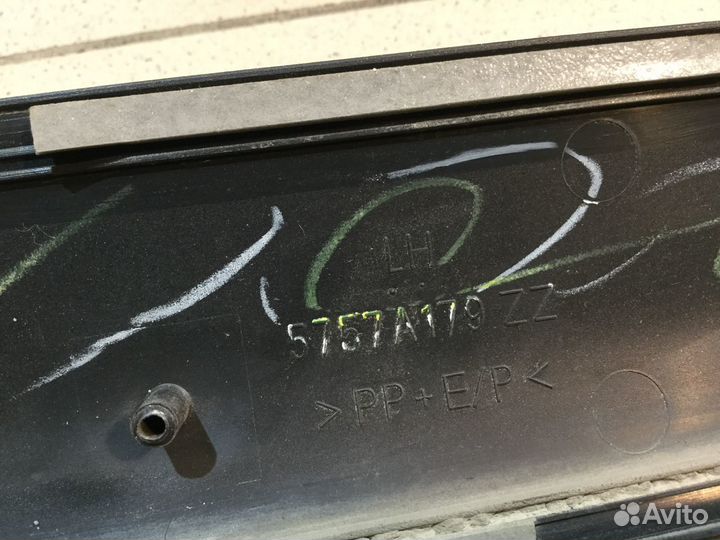 LH
5757A179 ZZ
>PP+E/P<
Avito